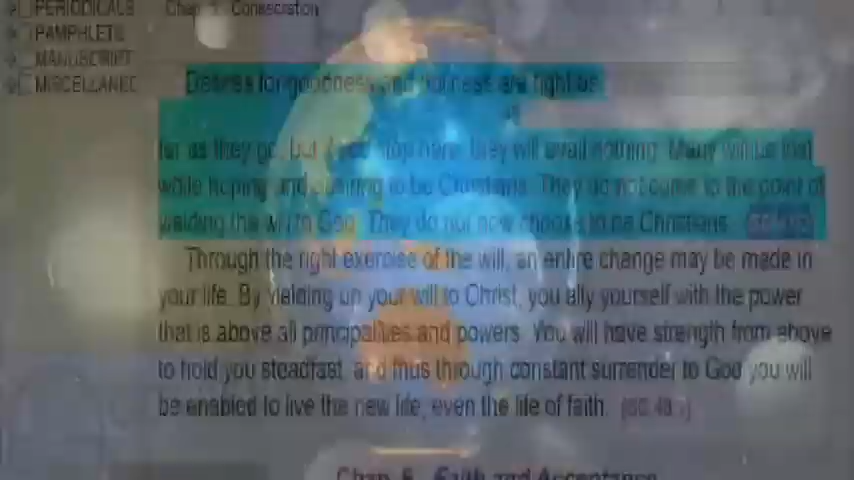 PERIODICALS
Chap. 5 Consecration
PAMPHLETS
MANUSCRIPT
MISCELLANEO
Desires for goodness and holiness are right as
far as they go; but if you stop here, they will avail nothing. Many will be lost
while hoping and desiring to be Christians. They do not come to the point of
yielding the will to God. They do not now choose to be Christians.
Through the right exercise of the will, an entire change may be made in
your life. By yielding up your will to Christ, you ally yourself with the power
that is above all principalities and powers. You will have strength from above
to hold you steadfast, and thus through constant surrender to God you will
be enabled to live the new life, even the life of faith.
Chap. 6 Faith and Acceptance